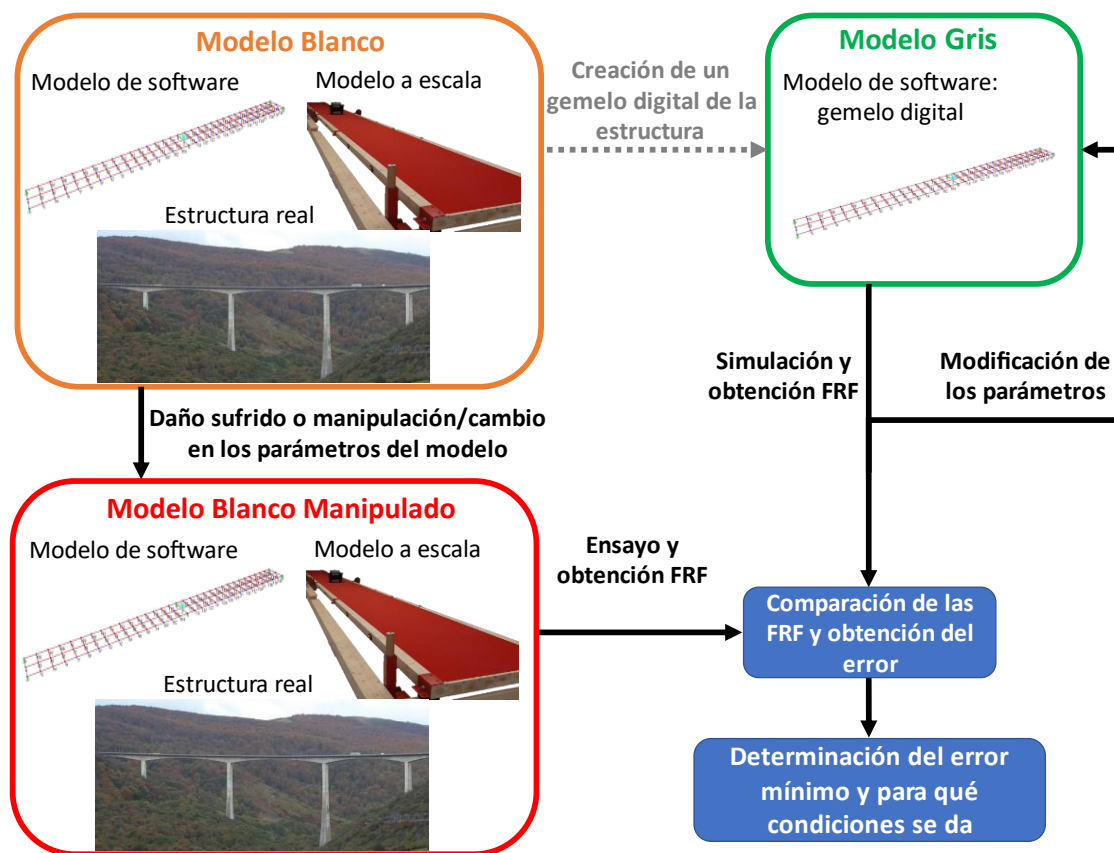 Modelo Blanco
Modelo de software
Modelo a escala
Estructura real
Creación de un
gemelo digital de la
estructura
Modelo Gris
Modelo de software:
gemelo digital
Daño sufrido o manipulación/cambio
en los parámetros del modelo
Simulación y
obtención FRF
Modificación de
los parámetros
Modelo Blanco Manipulado
Modelo de software
Modelo a escala
Estructura real
Ensayo y
obtención FRF
Comparación de las
FRF y obtención del
error
Determinación del error
mínimo y para qué
condiciones se da